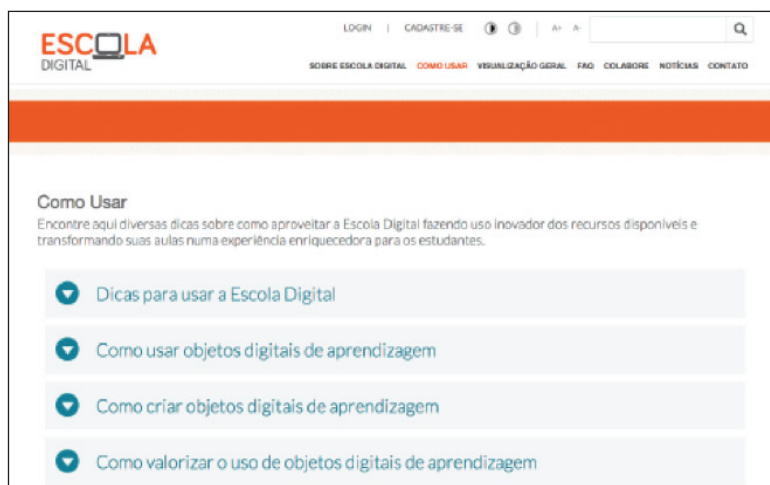 LOGIN | CADASTRE-SE A+ A-
ESCOLA
DIGITAL
SOBRE ESCOLA DIGITAL COMO USAR VISUALIZAÇÃO GERAL FAQ COLABORE NOTÍCIAS CONTATO
Como Usar
Encontre aqui diversas dicas sobre como aproveitar a Escola Digital fazendo uso inovador dos recursos disponíveis e
transformando suas aulas numa experiência enriquecedora para os estudantes.
Dicas para usar a Escola Digital
Como usar objetos digitais de aprendizagem
Como criar objetos digitais de aprendizagem
Como valorizar o uso de objetos digitais de aprendizagem